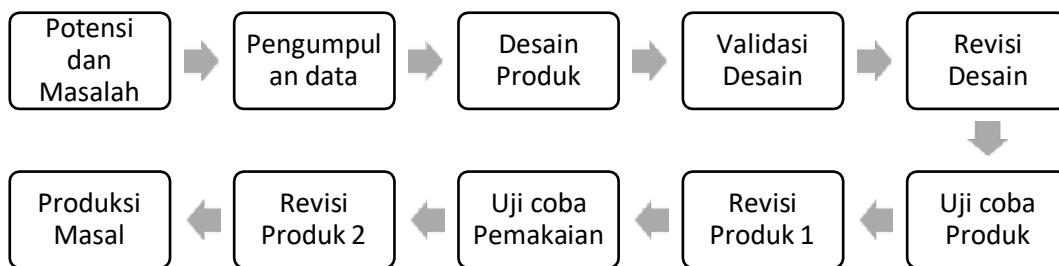 Potensi
dan
Masalah
Pengumpul
an data
Desain
Produk
Validasi
Desain
Revisi
Desain
Produksi
Masal
Revisi
Produk 2
Uji coba
Pemakaian
Revisi
Produk 1
Uji coba
Produk